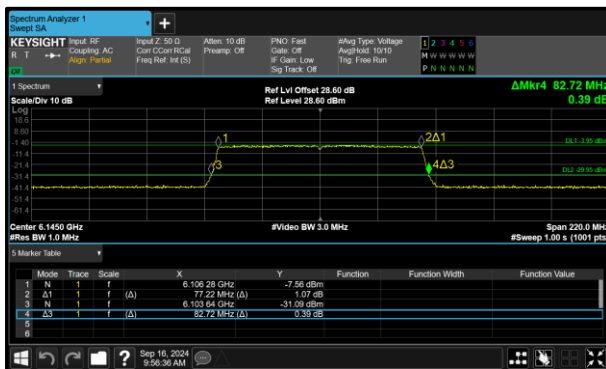 Spectrum Analyzer 1
Swept SA
+
KEYSIGHT Input: RF Input Z: 50 Ω Atten: 10 dB PNO: Fast #Avg Type: Voltage 1 2 3 4 5 6
R T Coupling: AC Corr CCorr RCal Preamp: Off Gate: Off Avg|Hold: 10/10 M W W W W W
Align: Partial Freq Ref: Int (S) IF Gain: Low Trig: Free Run
Sig Track: Off P N N N N N
1 Spectrum Ref Lvl Offset 28.60 dB ΔMkr4 82.72 MHz
Scale/Div 10 dB Ref Level 28.60 dBm 0.39 dB
Log
18.6
8.60
-1.40
-11.4
-21.4
-31.4
-41.4
-51.4
-61.4
1
2Δ1
DL1 -3.95 dBm
3
4Δ3
DL2 -29.95 dBm
Center 6.1450 GHz #Video BW 3.0 MHz Span 220.0 MHz
#Res BW 1.0 MHz #Sweep 1.00 s (1001 pts)
5 Marker Table
Mode Trace Scale X Y Function Function Width Function Value
1 N 1 f 6.106 28 GHz -7.56 dBm
2 Δ1 1 f (Δ) 77.22 MHz (Δ) 1.07 dB
3 N 1 f 6.103 64 GHz -31.09 dBm
4 Δ3 1 f (Δ) 82.72 MHz (Δ) 0.39 dB
5
6
?
Sep 16, 2024
9:56:36 AM